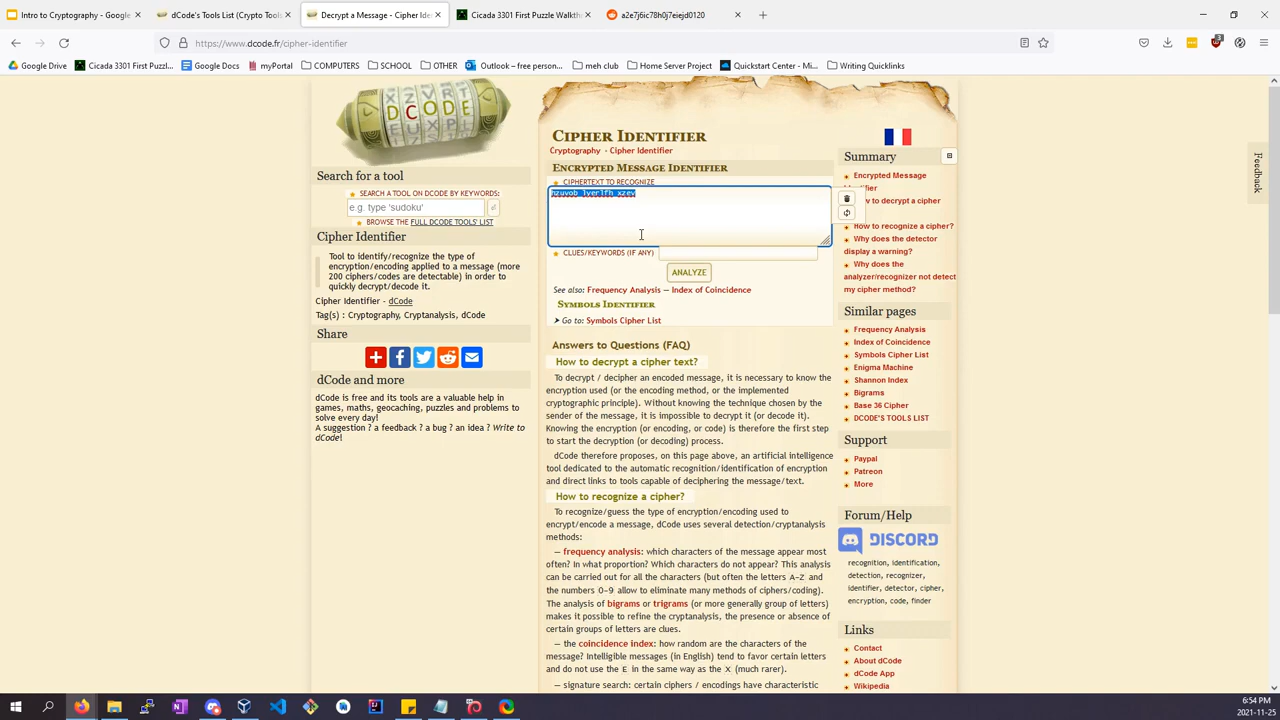 Intro to Cryptography - Google
dCode's Tools List (Crypto Tools
Decrypt a Message - Cipher Ide
Cicada 3301 First Puzzle Walkth
a2e7j6ic78h0j7eiejd0120
https://www.dcode.fr/cipher-identifier
Google Drive
Cicada 3301 First Puzz...
Google Docs
myPortal
COMPUTERS
SCHOOL
OTHER
Outlook – free person...
meh club
Home Server Project
Quickstart Center - Mi...
Writing Quicklinks
DCODE
Search for a tool
SEARCH A TOOL ON DCODE BY KEYWORDS:
e.g. type 'sudoku'
BROWSE THE FULL DCODE TOOLS' LIST
Cipher Identifier
Tool to identify/recognize the type of
encryption/encoding applied to a message (more
200 ciphers/codes are detectable) in order to
quickly decrypt/decode it.
Cipher Identifier - dCode
Tag(s) : Cryptography, Cryptanalysis, dCode
Share
dCode and more
dCode is free and its tools are a valuable help in
games, maths, geocaching, puzzles and problems to
solve every day!
A suggestion ? a feedback ? a bug ? an idea ? Write to
dCode!
CIPHER IDENTIFIER
Cryptography · Cipher Identifier
ENCRYPTED MESSAGE IDENTIFIER
CIPHERTEXT TO RECOGNIZE
CLUES/KEYWORDS (IF ANY)
ANALYZE
See also: Frequency Analysis — Index of Coincidence
SYMBOLS IDENTIFIER
Go to: Symbols Cipher List
Answers to Questions (FAQ)
How to decrypt a cipher text?
To decrypt / decipher an encoded message, it is necessary to know the
encryption used (or the encoding method, or the implemented
cryptographic principle). Without knowing the technique chosen by the
sender of the message, it is impossible to decrypt it (or decode it).
Knowing the encryption (or encoding, or code) is therefore the first step
to start the decryption (or decoding) process.
dCode therefore proposes, on this page above, an artificial intelligence
tool dedicated to the automatic recognition/identification of encryption
and direct links to tools capable of deciphering the message/text.
How to recognize a cipher?
To recognize/guess the type of encryption/encoding used to
encrypt/encode a message, dCode uses several detection/cryptanalysis
methods:
— frequency analysis: which characters of the message appear most
often? In what proportion? Which characters do not appear? This analysis
can be carried out for all the characters (but often the letters A-Z and
the numbers 0-9 allow to eliminate many methods of ciphers/coding).
The analysis of bigrams or trigrams (or more generally group of letters)
makes it possible to refine the cryptanalysis, the presence or absence of
certain groups of letters are clues.
— the coincidence index: how random are the characters of the
message? Intelligible messages (in English) tend to favor certain letters
and do not use the E in the same way as the X (much rarer).
— signature search: certain ciphers / encodings have characteristic
Summary
Encrypted Message
to decrypt a cipher
How to recognize a cipher?
Why does the detector
display a warning?
Why does the
analyzer/recognizer not detect
my cipher method?
Similar pages
Frequency Analysis
Index of Coincidence
Symbols Cipher List
Enigma Machine
Shannon Index
Bigrams
Base 36 Cipher
DCODE'S TOOLS LIST
Support
Paypal
Patreon
More
Forum/Help
DISCORD
recognition, identification,
detection, recognizer,
identifier, detector, cipher,
encryption, code, finder
Links
Contact
About dCode
dCode App
Wikipedia
Feedback
6:54 PM
2021-11-25